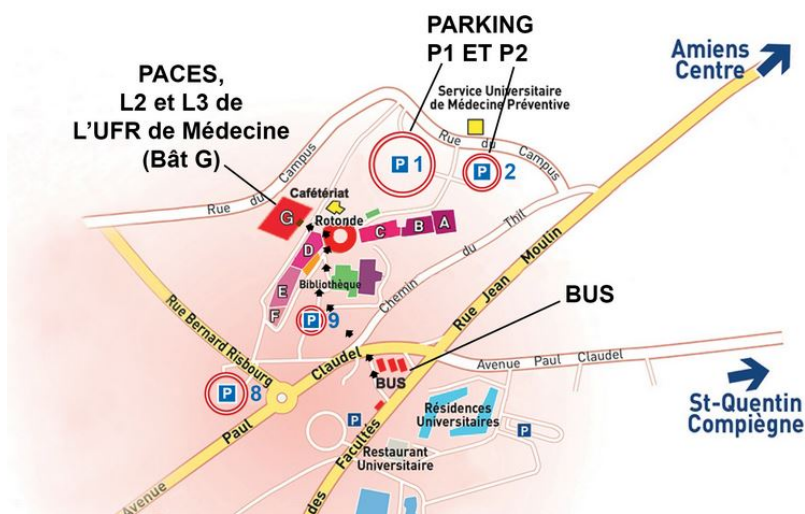 PARKING
P1 ET P2
Amiens
Centre
PACES,
L2 et L3 de
L'UFR de Médecine
(Bât G)
Service Universitaire
de Médecine Préventive
Rue du Campus
P 1
P 2
Rue du Campus
Cafétériat
G
Rotonde
A
B
C
D
E
F
Bibliothèque
Chemin du Thil
Rue Jean Moulin
P 9
BUS
Rue Bernard Risbourg
Avenue Paul Claudel
Avenue Paul Claudel
BUS
P 8
St-Quentin
Compiègne
Résidences
Universitaires
P
P
Restaurant
Universitaire
des Facultés